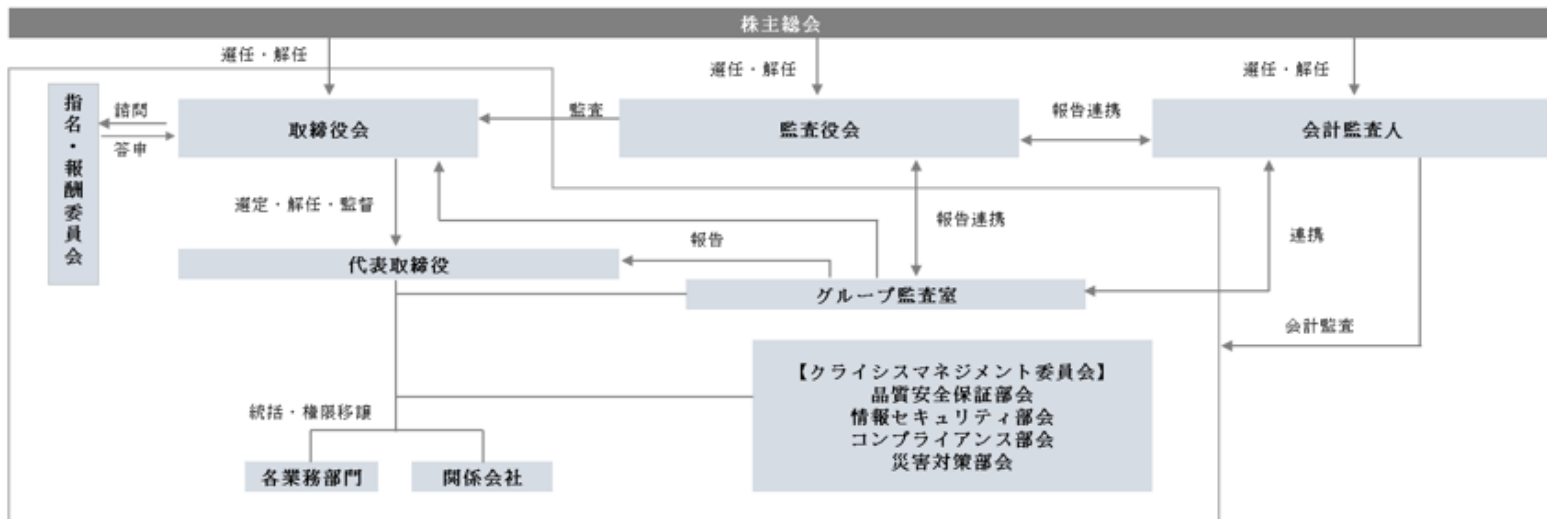 株主総会
選任・解任
選任・解任
選任・解任
指名・報酬委員会
諮問
答申
取締役会
監査
監査役会
報告連携
会計監査人
選定・解任・監督
報告連携
連携
報告
代表取締役
グループ監査室
会計監査
【クライシスマネジメント委員会】
品質安全保証部会
情報セキュリティ部会
コンプライアンス部会
災害対策部会
統括・権限移譲
各業務部門
関係会社